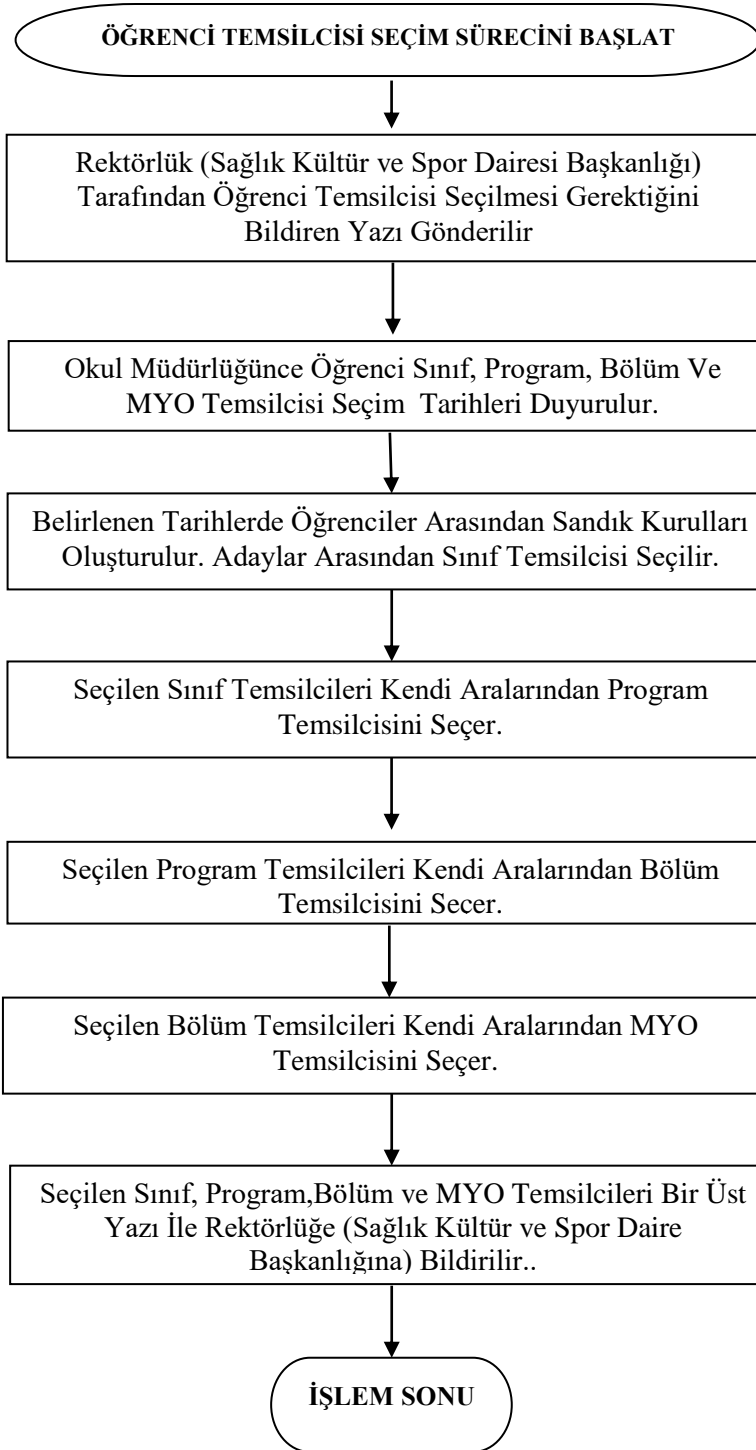 ÖĞRENCİ TEMSİLCİSİ SEÇİM SÜRECİNİ BAŞLAT
Rektörlük (Sağlık Kültür ve Spor Dairesi Başkanlığı)
Tarafından Öğrenci Temsilcisi Seçilmesi Gerektiğini
Bildiren Yazı Gönderilir
Okul Müdürlüğünce Öğrenci Sınıf, Program, Bölüm Ve
MYO Temsilcisi Seçim Tarihleri Duyurulur.
Belirlenen Tarihlerde Öğrenciler Arasından Sandık Kurulları
Oluşturulur. Adaylar Arasından Sınıf Temsilcisi Seçilir.
Seçilen Sınıf Temsilcileri Kendi Aralarından Program
Temsilcisini Seçer.
Seçilen Program Temsilcileri Kendi Aralarından Bölüm
Temsilcisini Secer.
Seçilen Bölüm Temsilcileri Kendi Aralarından MYO
Temsilcisini Seçer.
Seçilen Sınıf, Program,Bölüm ve MYO Temsilcileri Bir Üst
Yazı İle Rektörlüğe (Sağlık Kültür ve Spor Daire
Başkanlığına) Bildirilir..
İŞLEM SONU